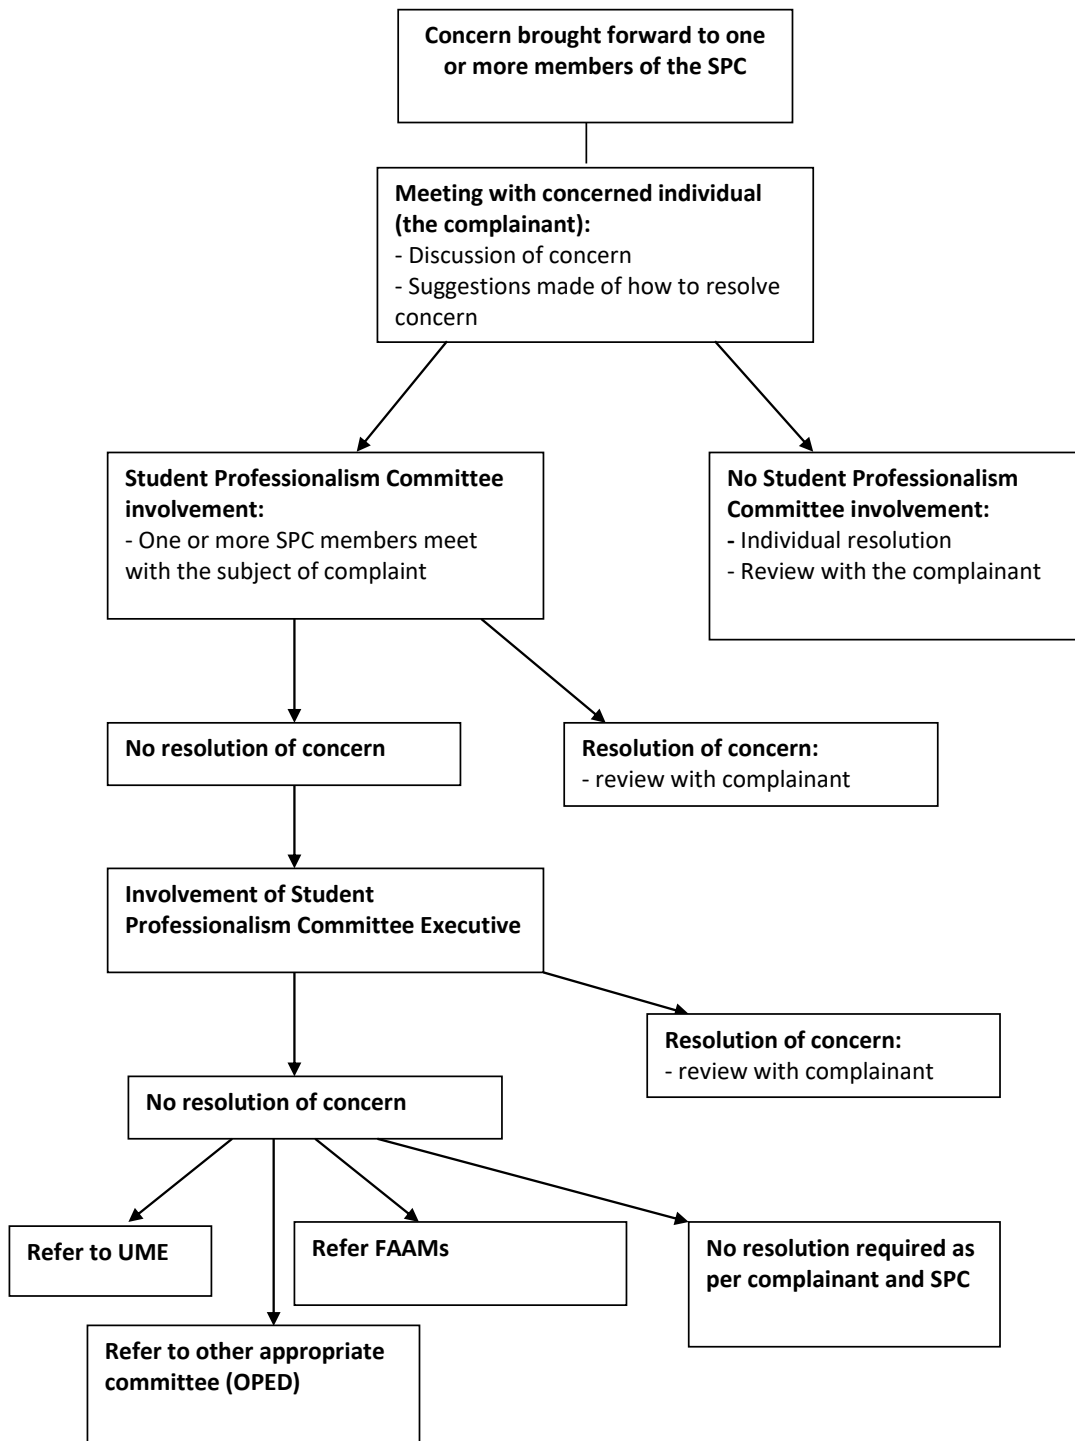 Concern brought forward to one
or more members of the SPC
Meeting with concerned individual
(the complainant):
- Discussion of concern
- Suggestions made of how to resolve
concern
Student Professionalism Committee
involvement:
- One or more SPC members meet
with the subject of complaint
No Student Professionalism
Committee involvement:
- Individual resolution
- Review with the complainant
No resolution of concern
Resolution of concern:
- review with complainant
Involvement of Student
Professionalism Committee Executive
Resolution of concern:
- review with complainant
No resolution of concern
Refer to UME
Refer FAAMs
No resolution required as
per complainant and SPC
Refer to other appropriate
committee (OPED)